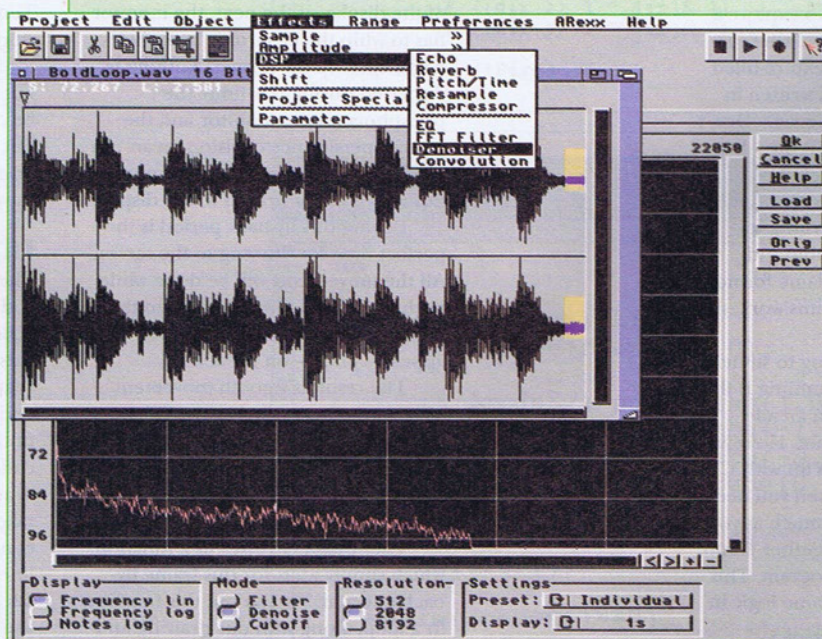 Project Edit Object Effects Range Preferences ARexx Help
Sample »
Amplitude »
DSP
Shift
Project Special
Parameter
Echo
Reverb
Pitch/Time
Resample
Compressor
EQ
FFT Filter
Denoiser
Convolution
BoldLoop.wav 16 Bit
S: 72.267 L: 2.581
22050
Ok
Cancel
Help
Load
Save
Orig
Prev
72
84
96
< > + -
Display
Frequency lin
Frequency log
Notes log
Mode
Filter
Denoise
Cutoff
Resolution
512
2048
8192
Settings
Preset: Individual
Display: 1s